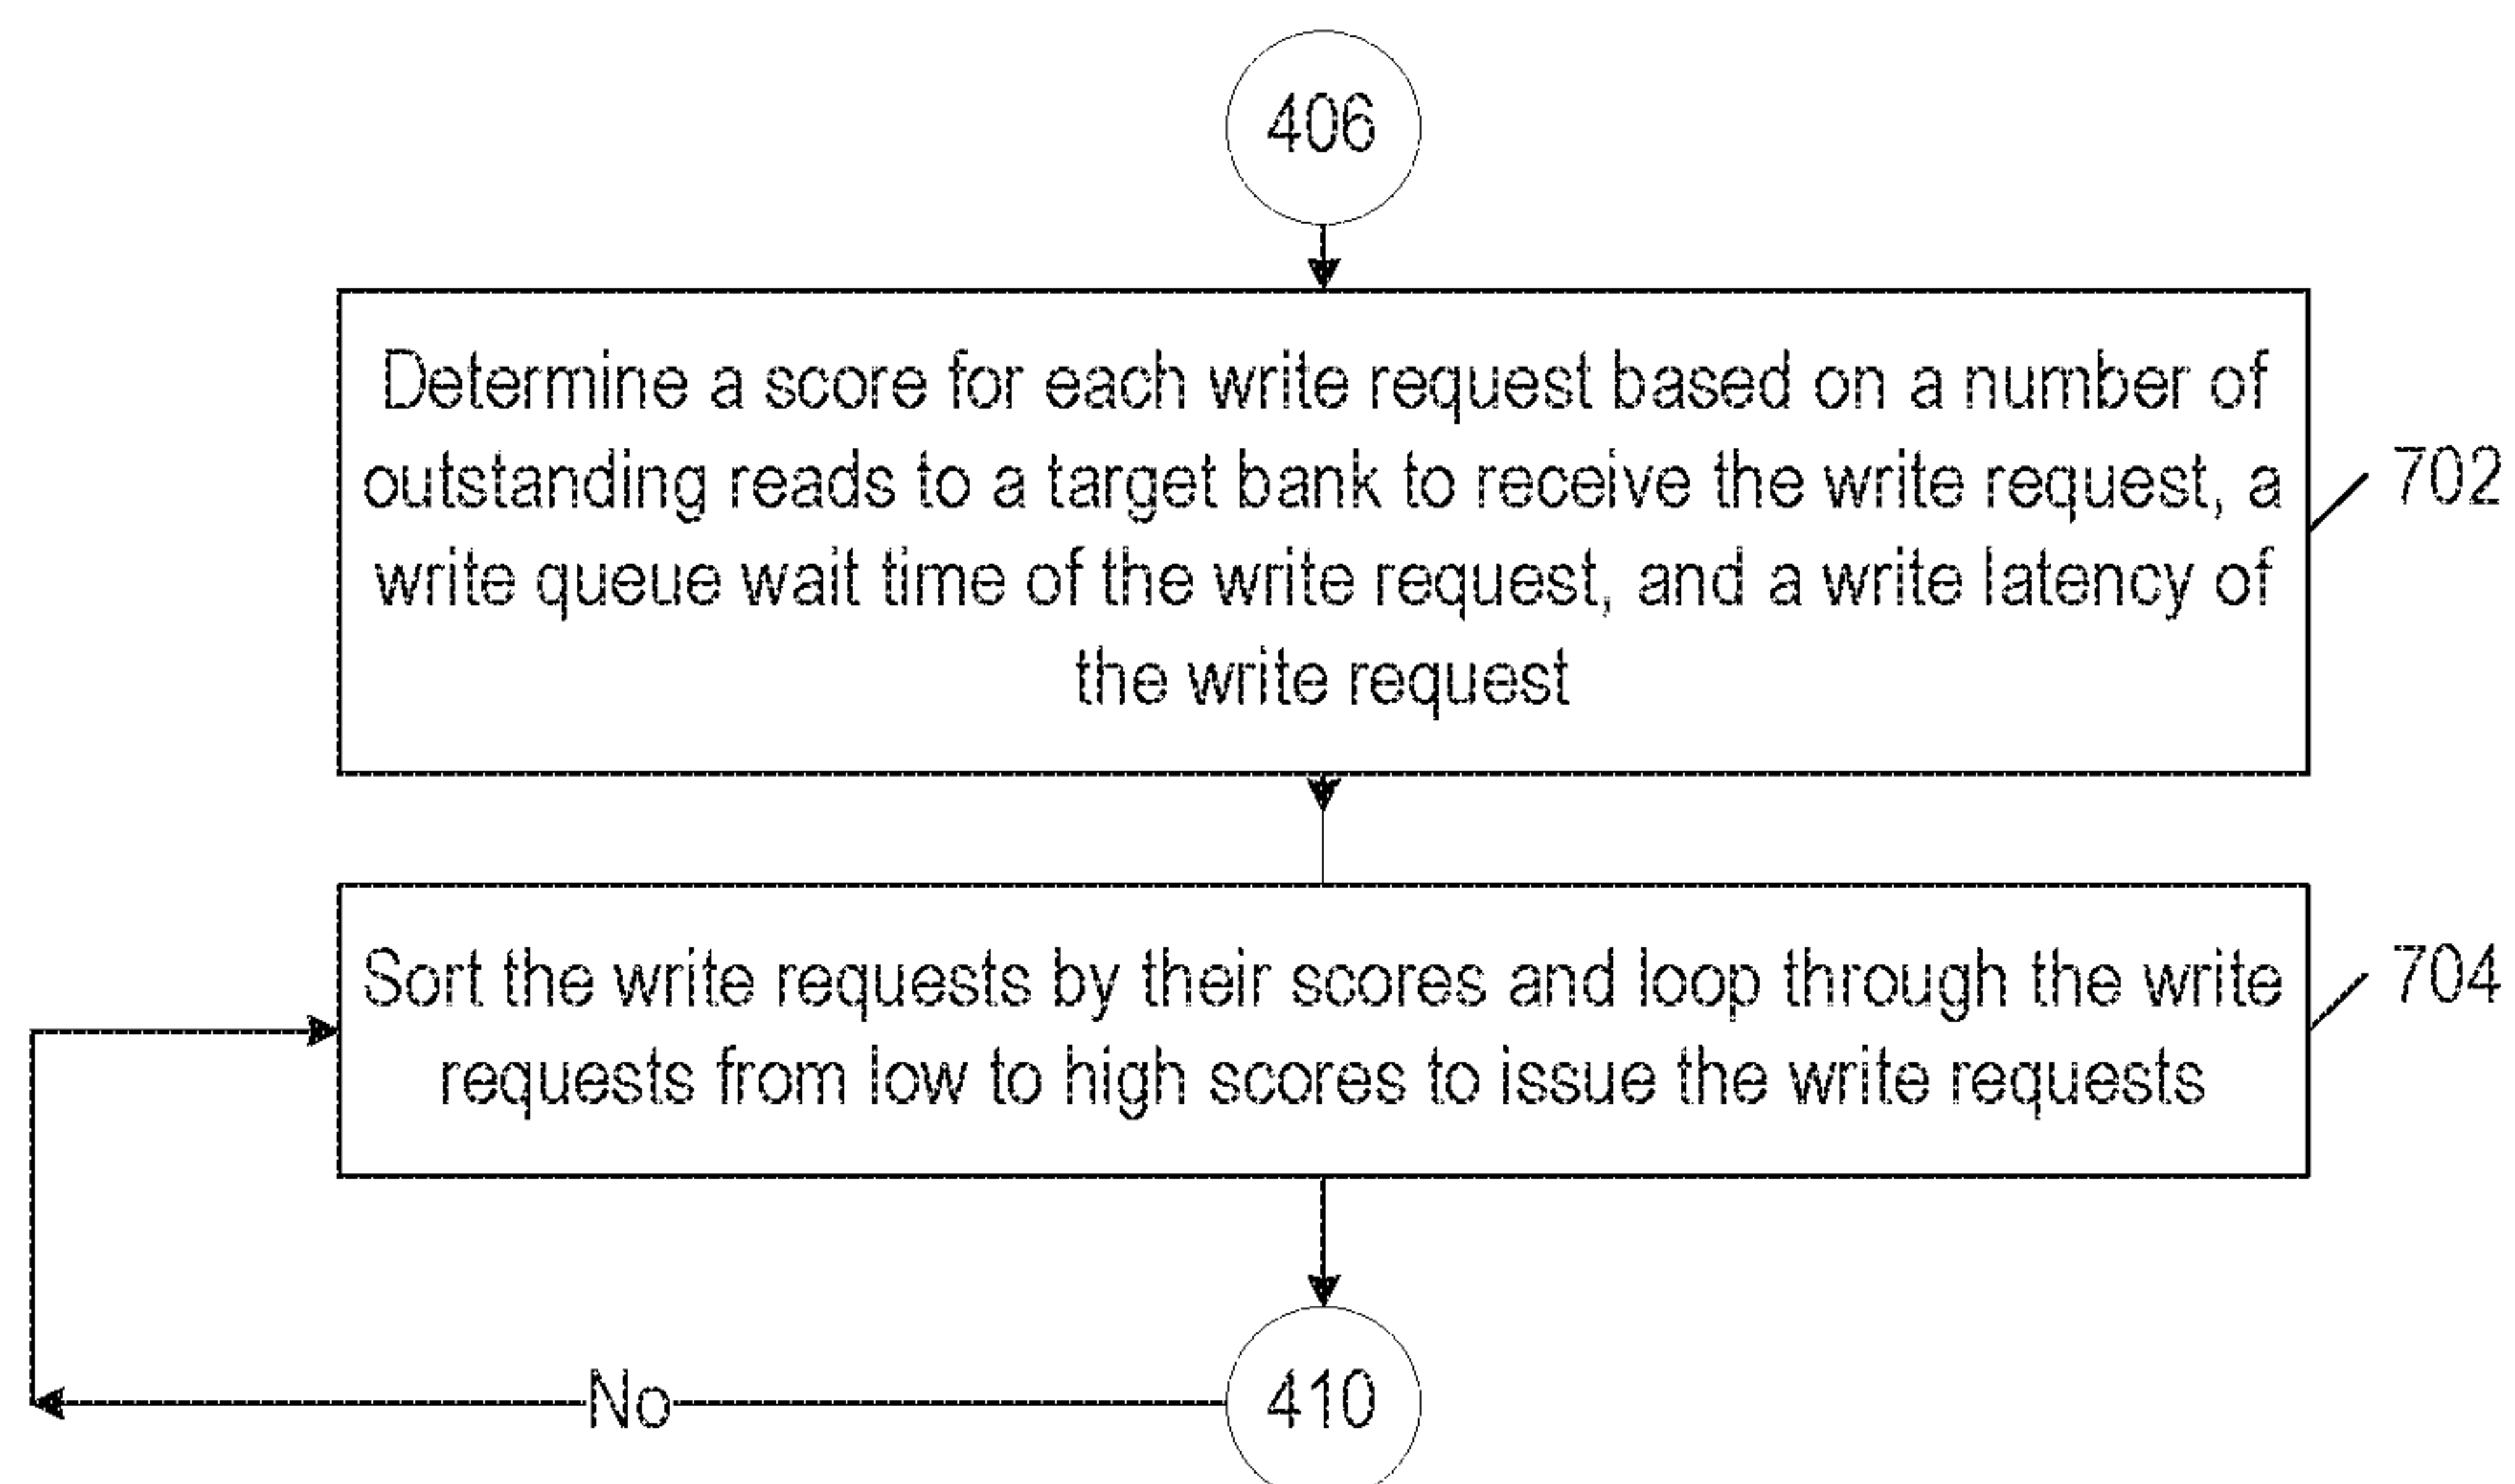 406
Determine a score for each write request based on a number of
outstanding reads to a target bank to receive the write request, a
write queue wait time of the write request, and a write latency of
the write request
702
Sort the write requests by their scores and loop through the write
requests from low to high scores to issue the write requests
704
No
410